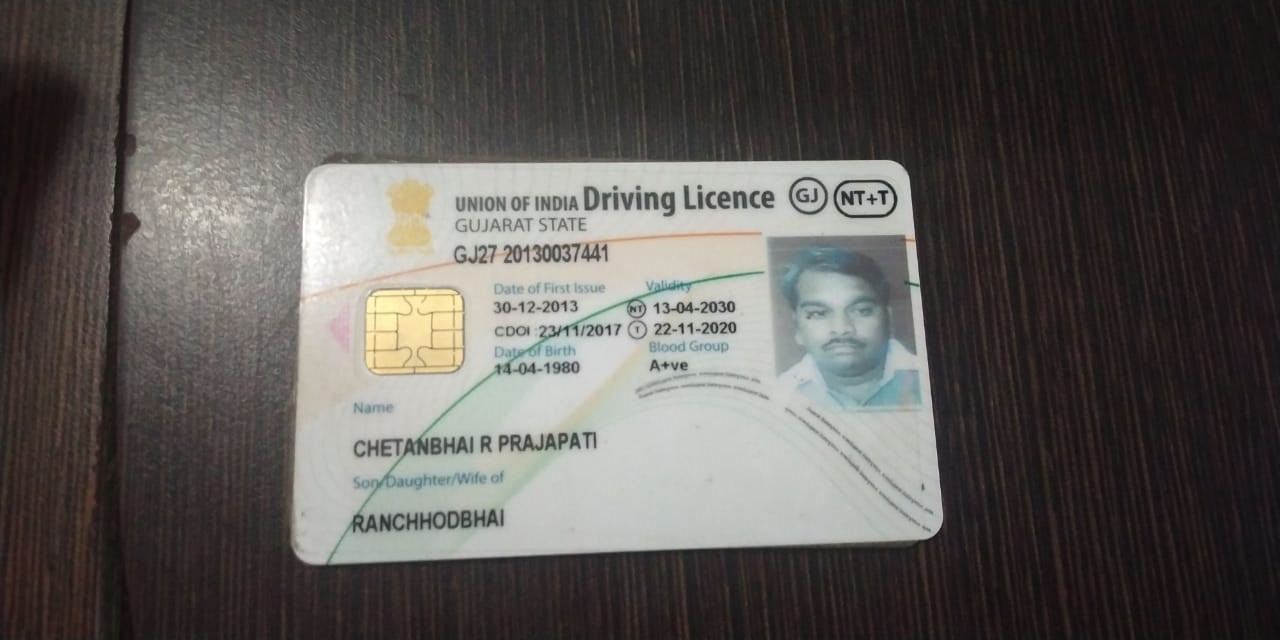 UNION OF INDIA Driving Licence GJ NT+T
GUJARAT STATE
GJ27 20130037441
Date of First Issue Validity
30-12-2013 NT 13-04-2030
CDOI :23/11/2017 T 22-11-2020
Date of Birth Blood Group
14-04-1980 A+ve
Name
CHETANBHAI R PRAJAPATI
Son/Daughter/Wife of
RANCHHODBHAI